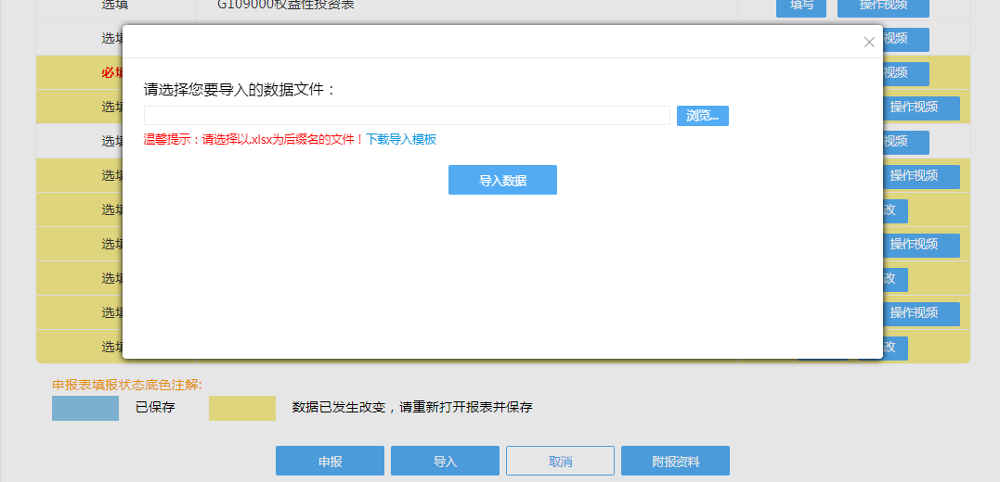 选填 G109000权益性投资表 填写 操作视频
选填 视频
必填 视频
请选择您要导入的数据文件：
选填 浏览... 操作视频
选填 温馨提示：请选择以.xlsx为后缀名的文件！下载导入模板 视频
选填 导入数据 操作视频
选填 改
选填 操作视频
选填 改
选填 操作视频
选填 改
申报表填报状态底色注解:
已保存 数据已发生改变，请重新打开报表并保存
申报 导入 取消 附报资料